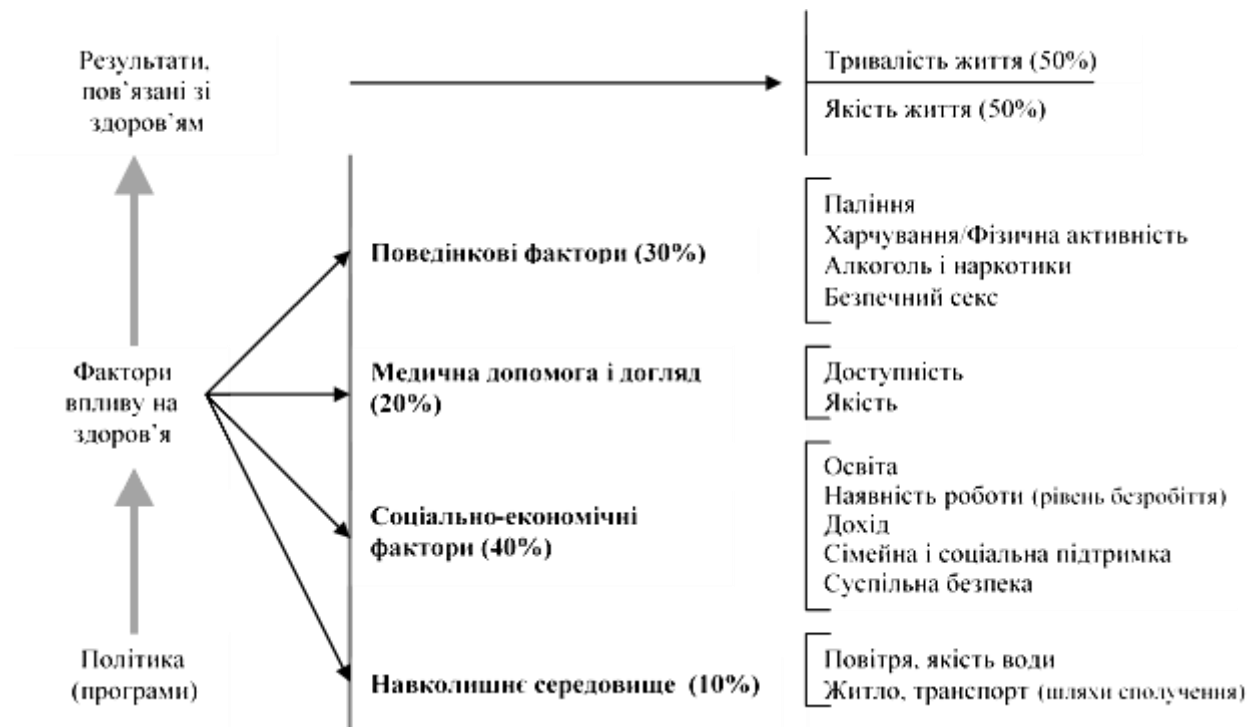 Результати,
пов'язані зі
здоров'ям
Тривалість життя (50%)
Якість життя (50%)
Поведінкові фактори (30%)
Паління
Харчування/Фізична активність
Алкоголь і наркотики
Безпечний секс
Фактори
впливу на
здоров'я
Медична допомога і догляд
(20%)
Доступність
Якість
Соціально-економічні
фактори (40%)
Освіта
Наявність роботи (рівень безробіття)
Дохід
Сімейна і соціальна підтримка
Суспільна безпека
Політика
(програми)
Навколишнє середовище (10%)
Повітря, якість води
Житло, транспорт (шляхи сполучення)